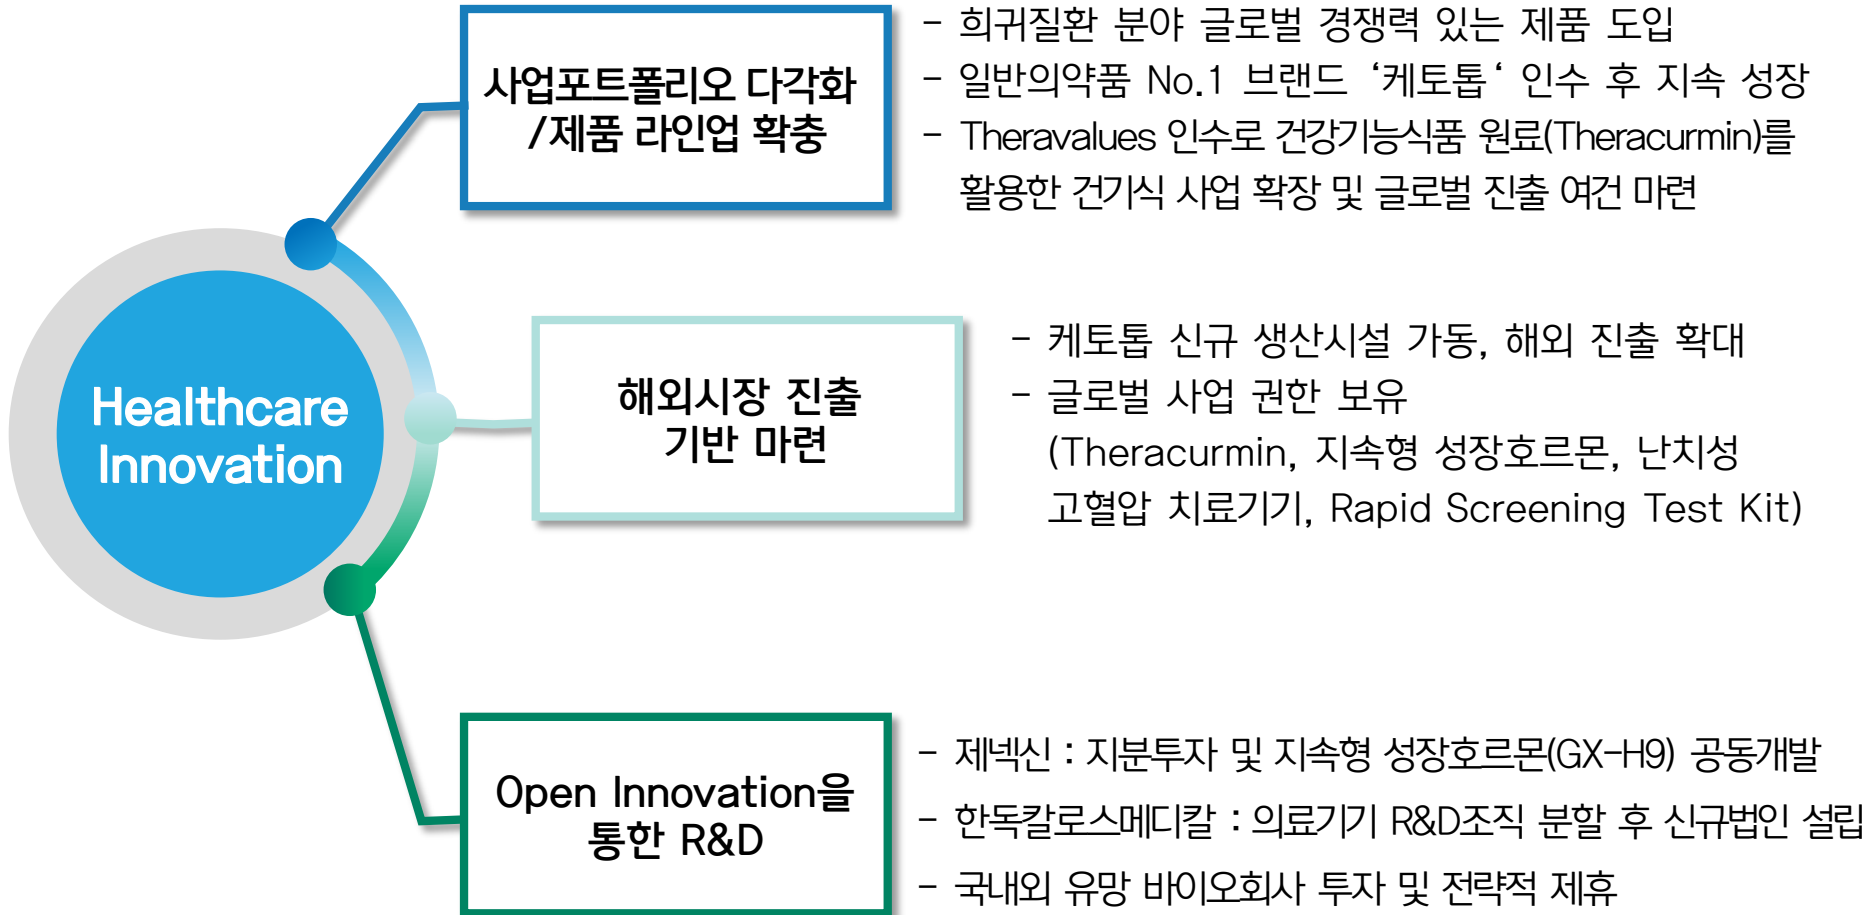 Healthcare
Innovation
사업포트폴리오 다각화
/제품 라인업 확충
- 희귀질환 분야 글로벌 경쟁력 있는 제품 도입
- 일반의약품 No.1 브랜드 ‘케토톱‘ 인수 후 지속 성장
- Theravalues 인수로 건강기능식품 원료(Theracurmin)를
활용한 건기식 사업 확장 및 글로벌 진출 여건 마련
해외시장 진출
기반 마련
- 케토톱 신규 생산시설 가동, 해외 진출 확대
- 글로벌 사업 권한 보유
(Theracurmin, 지속형 성장호르몬, 난치성
고혈압 치료기기, Rapid Screening Test Kit)
Open Innovation을
통한 R&D
- 제넥신 : 지분투자 및 지속형 성장호르몬(GX-H9) 공동개발
- 한독칼로스메디칼 : 의료기기 R&D조직 분할 후 신규법인 설립
- 국내외 유망 바이오회사 투자 및 전략적 제휴